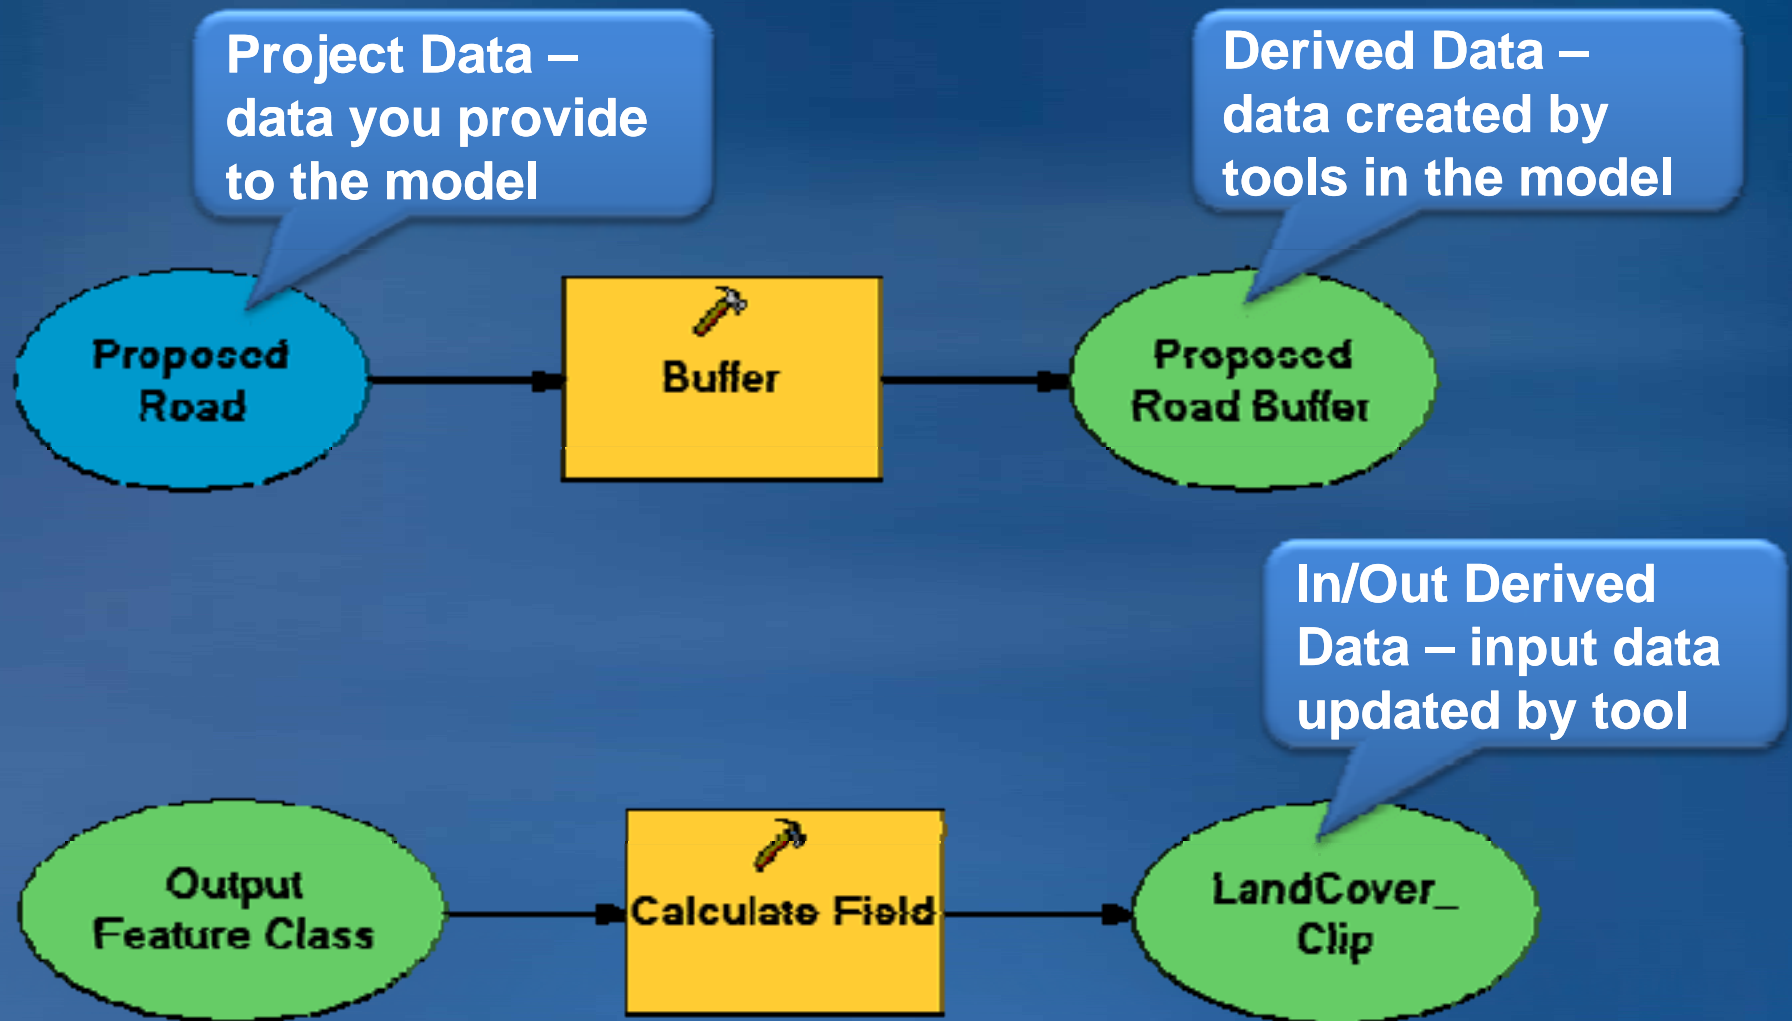 Project Data –
data you provide
to the model
Derived Data –
data created by
tools in the model
Proposed
Road
Buffer
Proposed
Road Buffer
In/Out Derived
Data – input data
updated by tool
Output
Feature Class
Calculate Field
LandCover_
Clip